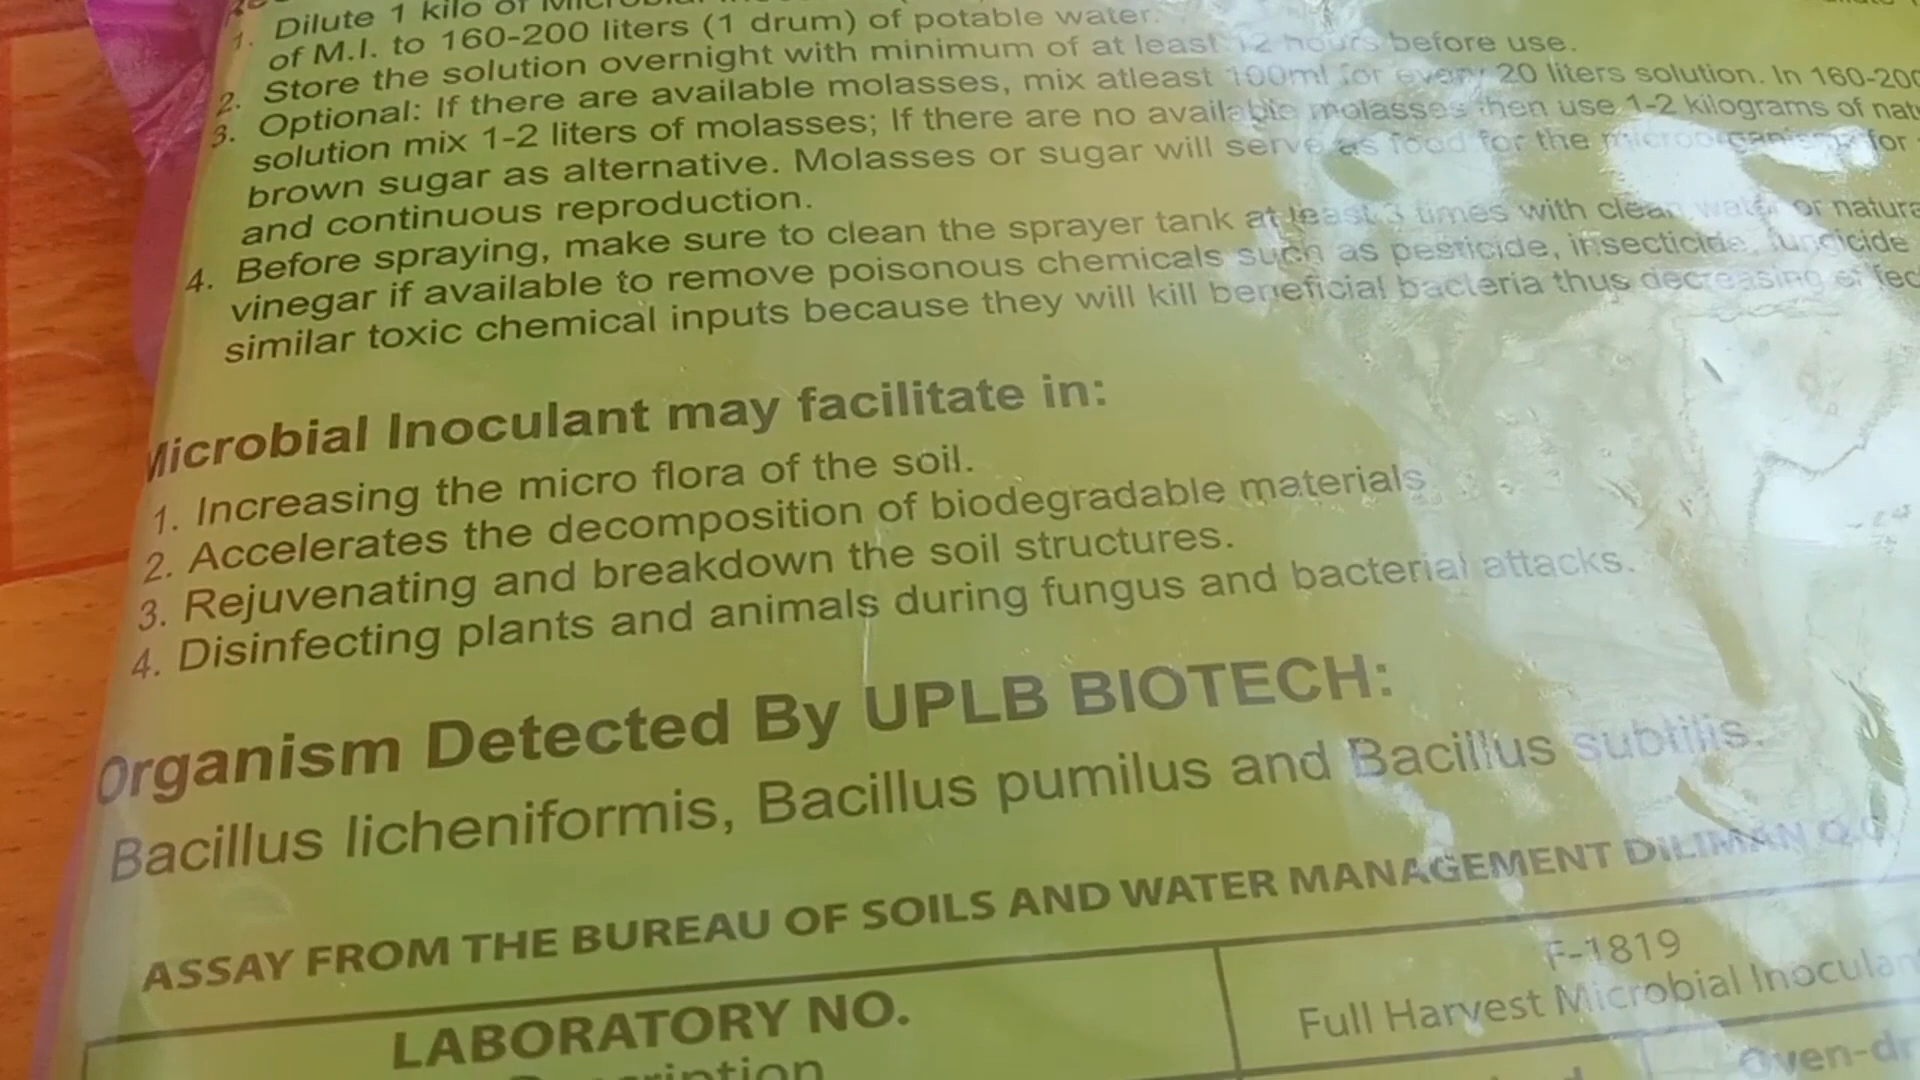 1. Dilute 1 kilo of
of M.I. to 160-200 liters (1 drum) of potable water.
2. Store the solution overnight with minimum of at least 12 hours before use.
3. Optional: If there are available molasses, mix atleast 100ml for every 20 liters solution. In 160-200
solution mix 1-2 liters of molasses; If there are no available molasses then use 1-2 kilograms of natu
brown sugar as alternative. Molasses or sugar will serve as food for the microorganisms for
and continuous reproduction.
4. Before spraying, make sure to clean the sprayer tank at least 3 times with clean water or natura
vinegar if available to remove poisonous chemicals such as pesticide, insecticide, fungicide
similar toxic chemical inputs because they will kill beneficial bacteria thus decreasing effec
Microbial Inoculant may facilitate in:
1. Increasing the micro flora of the soil.
2. Accelerates the decomposition of biodegradable materials
3. Rejuvenating and breakdown the soil structures.
4. Disinfecting plants and animals during fungus and bacterial attacks.
Organism Detected By UPLB BIOTECH:
Bacillus licheniformis, Bacillus pumilus and Bacillus subtilis.
ASSAY FROM THE BUREAU OF SOILS AND WATER MANAGEMENT DILIMAN Q.C.
LABORATORY NO.
F-1819
Full Harvest Microbial Inoculan
Oven-dr